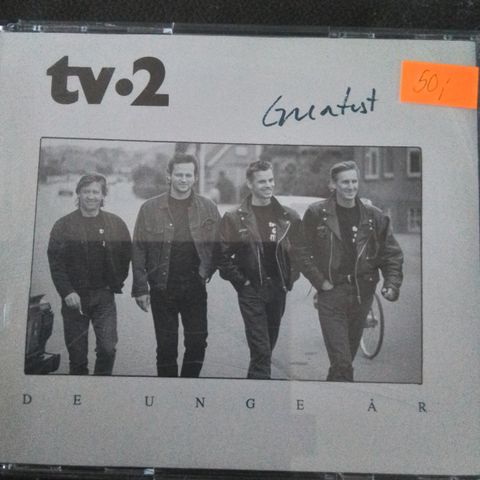 tv·2
Greatest
50,-
DE UNGE ÅR